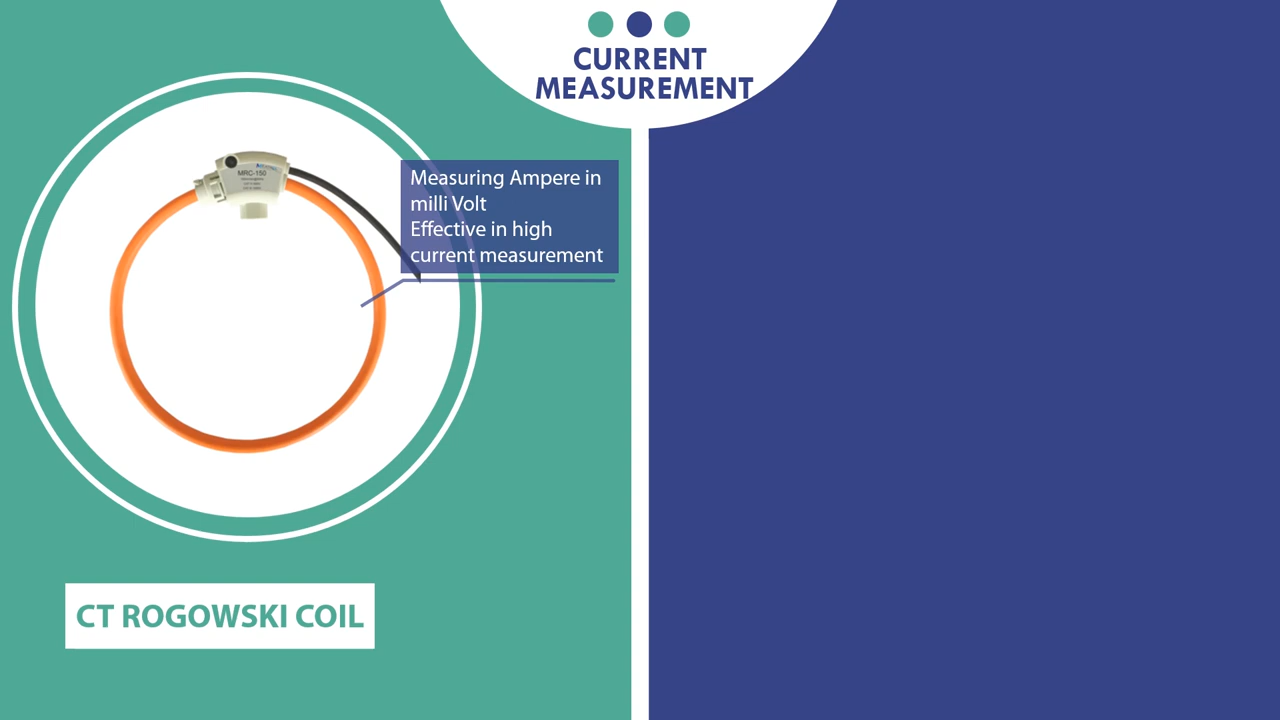 CURRENT
MEASUREMENT
MRC-150
Measuring Ampere in
milli Volt
Effective in high
current measurement
CT ROGOWSKI COIL